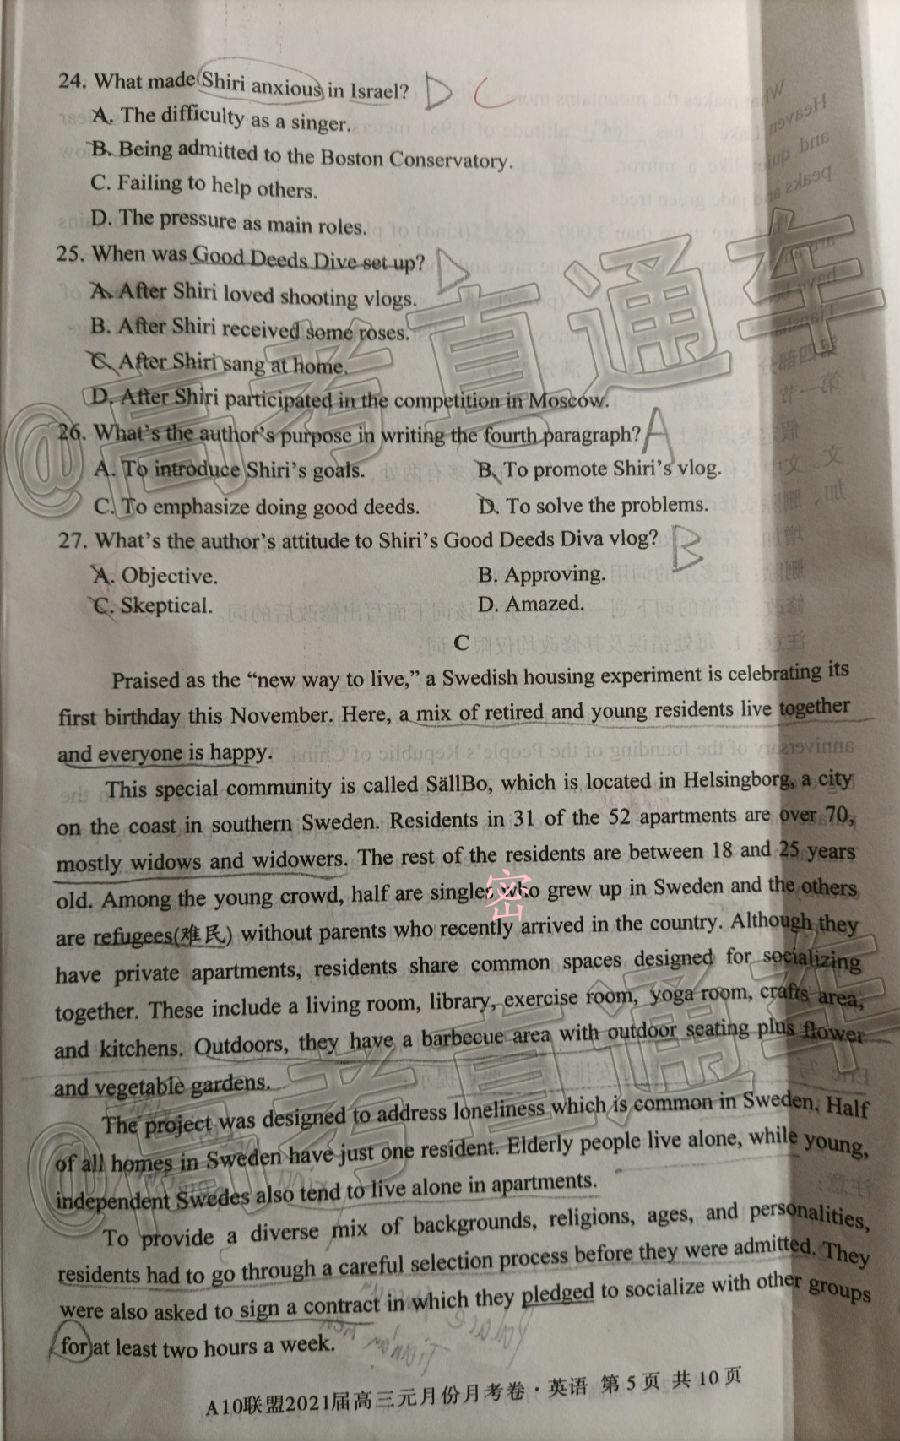 24. What made Shiri anxious in Israel? D C
A. The difficulty as a singer.
B. Being admitted to the Boston Conservatory.
C. Failing to help others.
D. The pressure as main roles.
25. When was Good Deeds Dive set up? D
A. After Shiri loved shooting vlogs.
B. After Shiri received some roses.
C. After Shiri sang at home.
D. After Shiri participated in the competition in Moscow.
26. What's the author's purpose in writing the fourth paragraph? A
A. To introduce Shiri's goals. B. To promote Shiri's vlog.
C. To emphasize doing good deeds. D. To solve the problems.
27. What's the author's attitude to Shiri's Good Deeds Diva vlog? B
A. Objective. B. Approving.
C. Skeptical. D. Amazed.
C
Praised as the “new way to live,” a Swedish housing experiment is celebrating its
first birthday this November. Here, a mix of retired and young residents live together
and everyone is happy.
This special community is called SällBo, which is located in Helsingborg, a city
on the coast in southern Sweden. Residents in 31 of the 52 apartments are over 70,
mostly widows and widowers. The rest of the residents are between 18 and 25 years
old. Among the young crowd, half are singles who grew up in Sweden and the others
are refugees(难民) without parents who recently arrived in the country. Although they
have private apartments, residents share common spaces designed for socializing
together. These include a living room, library, exercise room, yoga room, crafts area,
and kitchens. Outdoors, they have a barbecue area with outdoor seating plus flower
and vegetable gardens.
The project was designed to address loneliness which is common in Sweden. Half
of all homes in Sweden have just one resident. Elderly people live alone, while young,
independent Swedes also tend to live alone in apartments.
To provide a diverse mix of backgrounds, religions, ages, and personalities,
residents had to go through a careful selection process before they were admitted. They
were also asked to sign a contract in which they pledged to socialize with other groups
for at least two hours a week.
A10联盟2021届高三元月份月考卷·英语 第5页 共10页
@高考直通车
@高考直通车
密